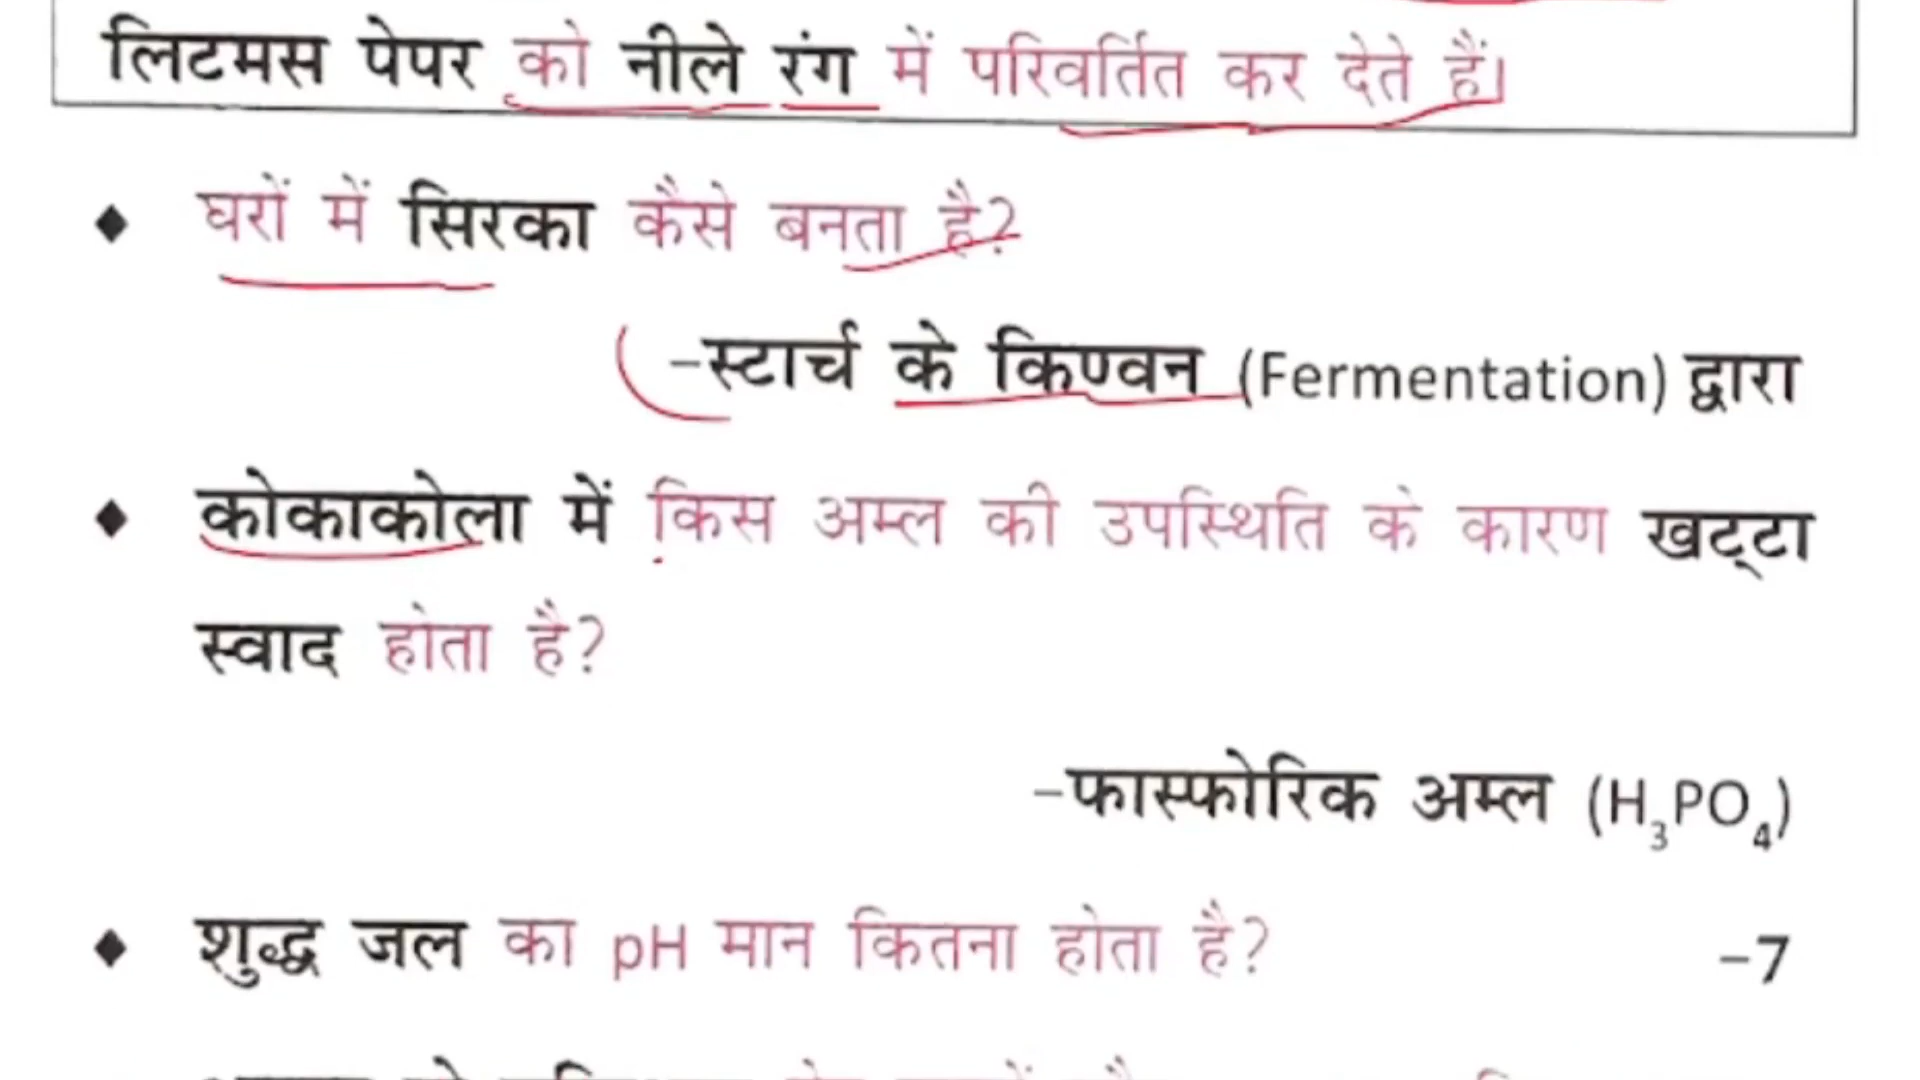 लिटमस पेपर को नीले रंग में परिवर्तित कर देते हैं।
♦ घरों में सिरका कैसे बनता है?
–स्टार्च के किण्वन (Fermentation) द्वारा
♦ कोकाकोला में किस अम्ल की उपस्थिति के कारण खट्टा
स्वाद होता है?
–फास्फोरिक अम्ल (H₃PO₄)
♦ शुद्ध जल का pH मान कितना होता है? –7